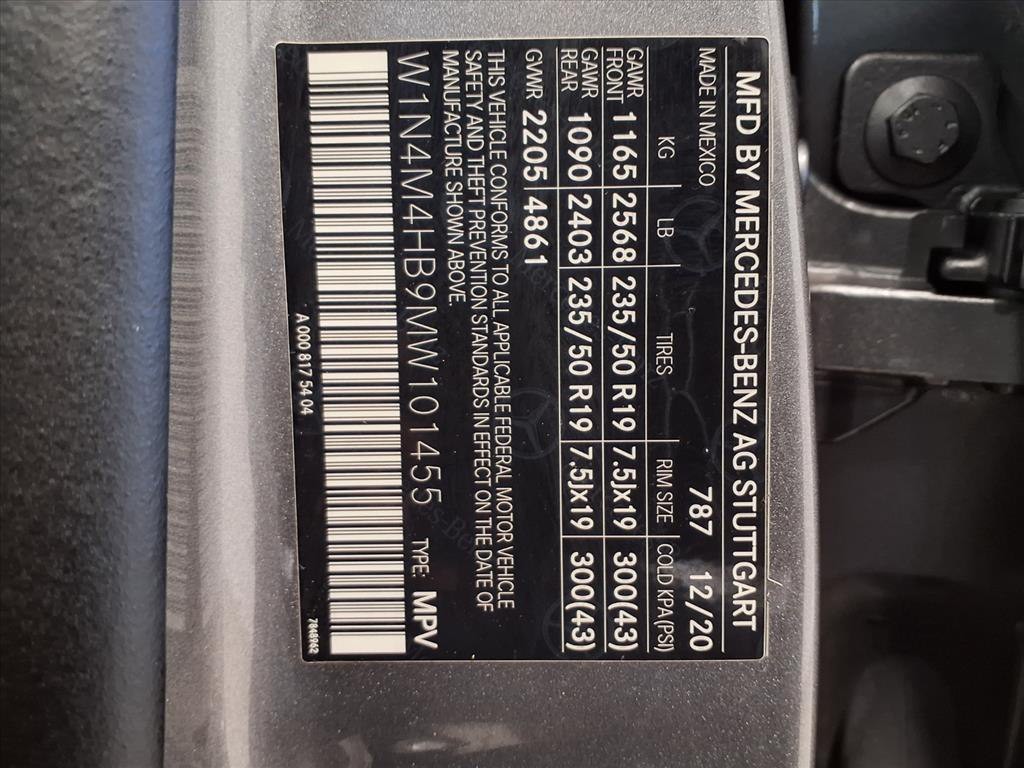 MFD BY MERCEDES-BENZ AG STUTTGART
MADE IN MEXICO 787 12/20
KG LB TIRES RIM SIZE COLD KPA(PSI)
GAWR FRONT 1165 2568 235/50 R19 7.5Jx19 300(43)
GAWR REAR 1090 2403 235/50 R19 7.5Jx19 300(43)
GWWR 2205 4861
THIS VEHICLE CONFORMS TO ALL APPLICABLE FEDERAL MOTOR VEHICLE
SAFETY AND THEFT PREVENTION STANDARDS IN EFFECT ON THE DATE OF
MANUFACTURE SHOWN ABOVE.
W1N4M4HB9MW101455 TYPE: MPV
7848962
A 000 817 54 04